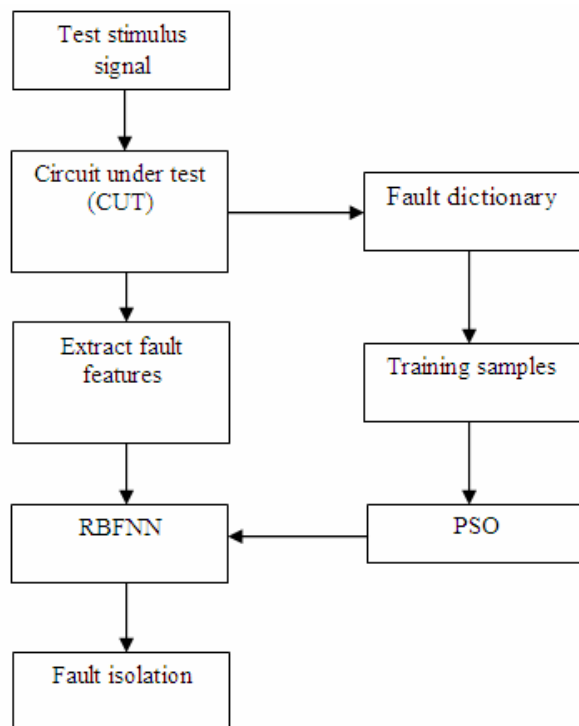 Test stimulus
signal
Circuit under test
(CUT)
Fault dictionary
Extract fault
features
Training samples
RBFNN
PSO
Fault isolation